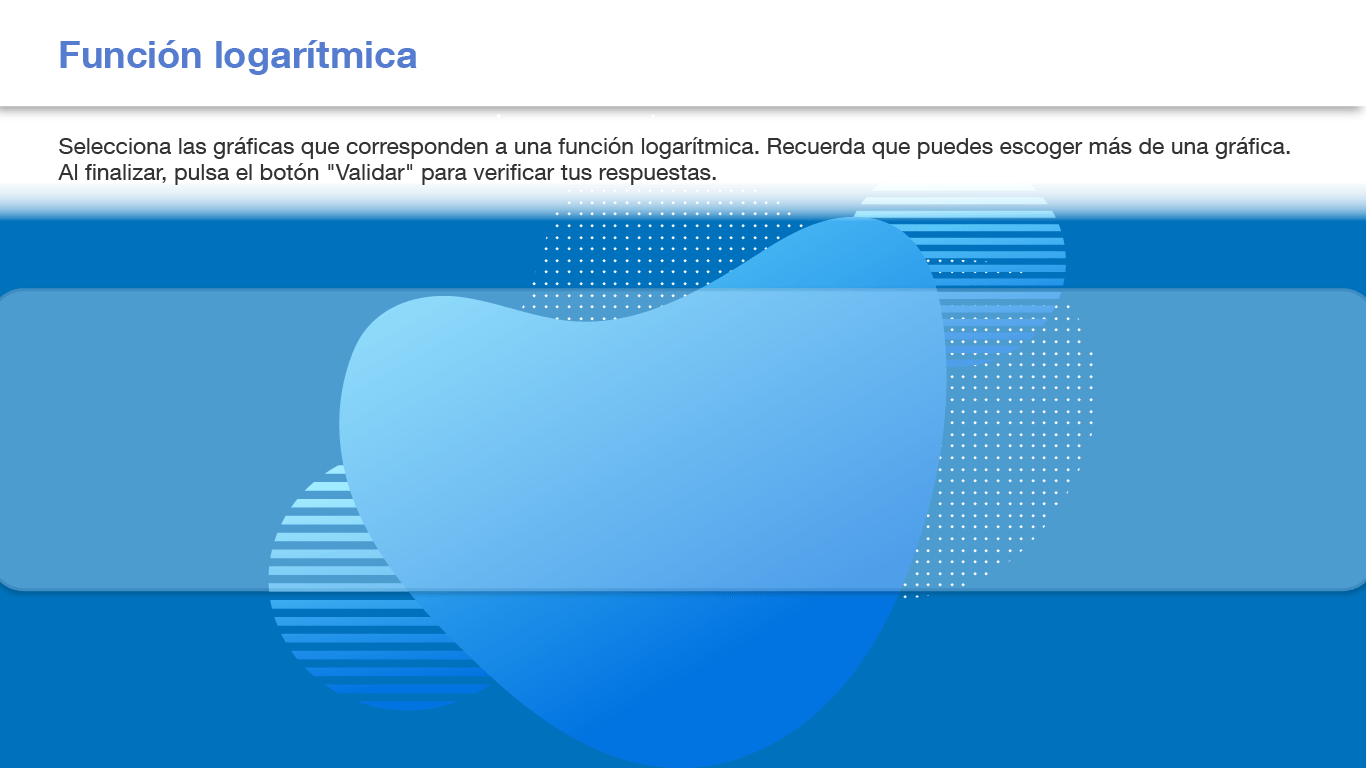 Función logarítmica
Selecciona las gráficas que corresponden a una función logarítmica. Recuerda que puedes escoger más de una gráfica.
Al finalizar, pulsa el botón "Validar" para verificar tus respuestas.